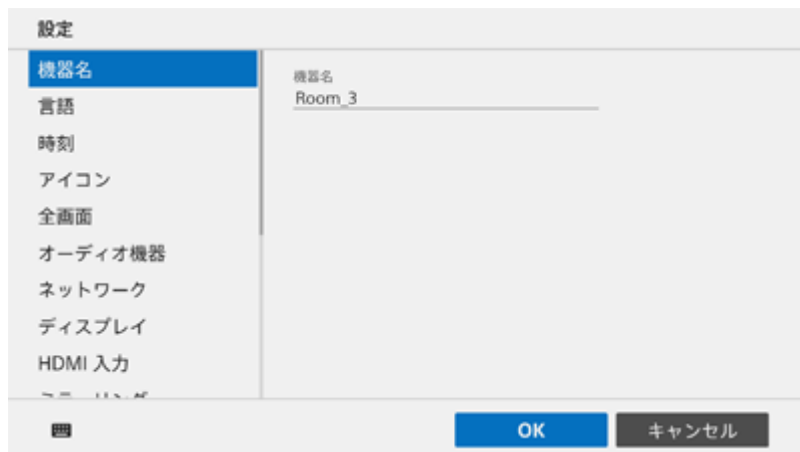 設定
機器名
言語
時刻
アイコン
全画面
オーディオ機器
ネットワーク
ディスプレイ
HDMI 入力
機器名
Room_3
OK
キャンセル